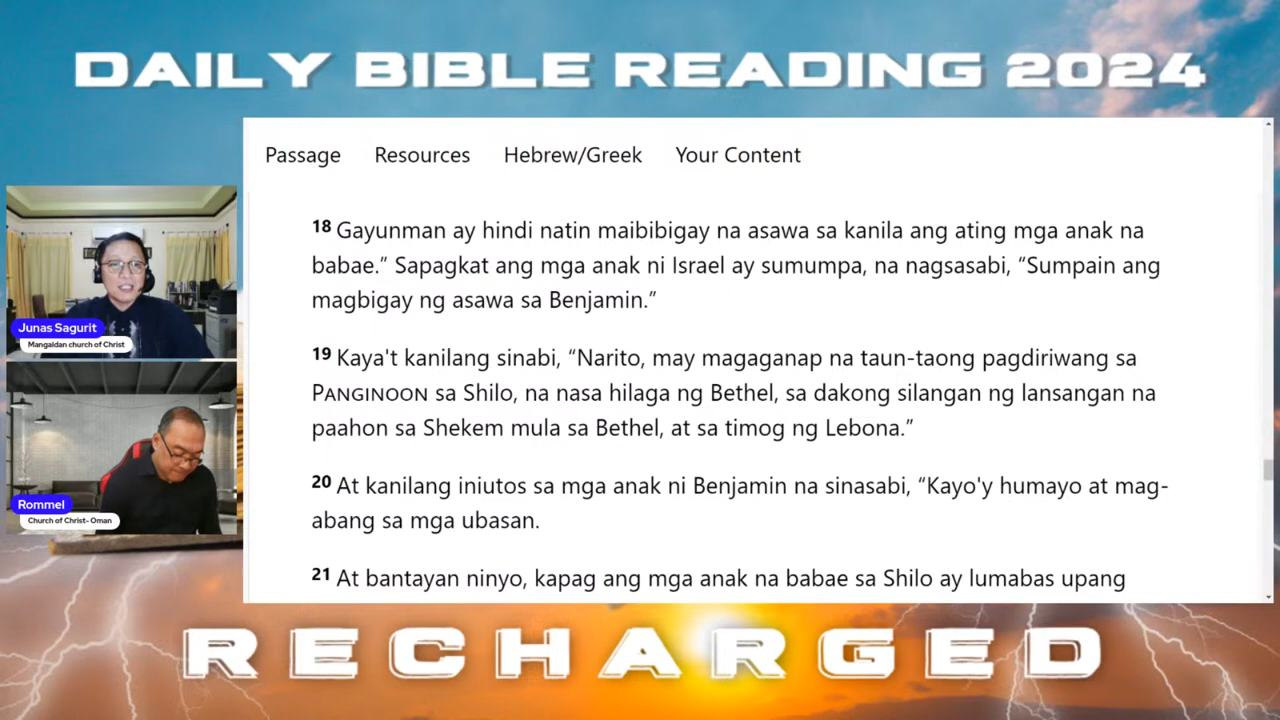 DAILY BIBLE READING 2024
Passage Resources Hebrew/Greek Your Content
18 Gayunman ay hindi natin maibibigay na asawa sa kanila ang ating mga anak na
babae.” Sapagkat ang mga anak ni Israel ay sumumpa, na nagsasabi, “Sumpain ang
magbigay ng asawa sa Benjamin.”
19 Kaya't kanilang sinabi, “Narito, may magaganap na taun-taong pagdiriwang sa
PANGINOON sa Shilo, na nasa hilaga ng Bethel, sa dakong silangan ng lansangan na
paahon sa Shekem mula sa Bethel, at sa timog ng Lebona.”
20 At kanilang iniutos sa mga anak ni Benjamin na sinasabi, “Kayo'y humayo at mag-
abang sa mga ubasan.
21 At bantayan ninyo, kapag ang mga anak na babae sa Shilo ay lumabas upang
Junas Sagurit
Mangaldan church of Christ
Rommel
Church of Christ- Oman
RECHARGED